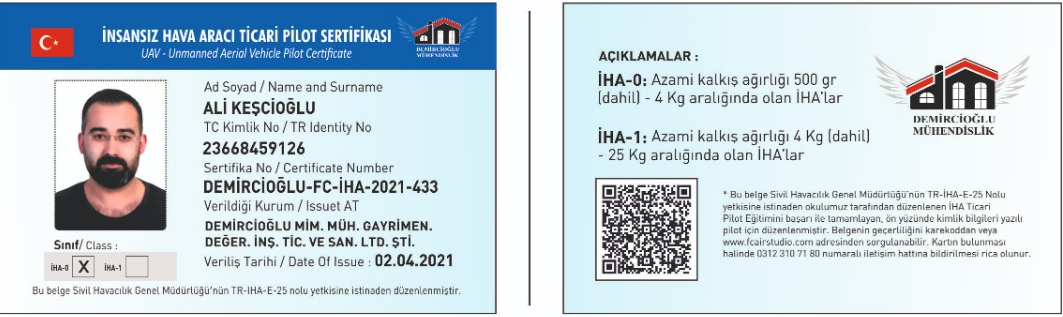 İNSANSIZ HAVA ARACI TİCARİ PİLOT SERTİFİKASI
UAV - Unmanned Aerial Vehicle Pilot Certificate
DEMİRCİOĞLU
MÜHENDİSLİK
Ad Soyad / Name and Surname
ALİ KEŞCİOĞLU
TC Kimlik No / TR Identity No
23668459126
Sertifika No / Certificate Number
DEMİRCİOĞLU-FC-İHA-2021-433
Verildiği Kurum / Issuet AT
DEMİRCİOĞLU MİM. MÜH. GAYRİMEN.
DEĞER. İNŞ. TİC. VE SAN. LTD. ŞTİ.
Veriliş Tarihi / Date Of Issue : 02.04.2021
Sınıf/ Class :
İHA-0 X İHA-1
Bu belge Sivil Havacılık Genel Müdürlüğü'nün TR-IHA-E-25 nolu yetkisine istinaden düzenlenmiştir.
AÇIKLAMALAR :
İHA-0: Azami kalkış ağırlığı 500 gr
(dahil) - 4 Kg aralığında olan İHA'lar
İHA-1: Azami kalkış ağırlığı 4 Kg (dahil)
- 25 Kg aralığında olan İHA'lar
DEMİRCİOĞLU
MÜHENDİSLİK
* Bu belge Sivil Havacılık Genel Müdürlüğü'nün TR-İHA-E-25 Nolu
yetkisine istinaden okulumuz tarafından düzenlenen İHA Ticari
Pilot Eğitimini başarı ile tamamlayan, ön yüzünde kimlik bilgileri yazılı
pilot için düzenlenmiştir. Belgenin geçerliliğini karekoddan veya
www.fcairstudio.com adresinden sorgulanabilir. Kartın bulunması
halinde 0312 310 71 80 numaralı iletişim hattına bildirilmesi rica olunur.